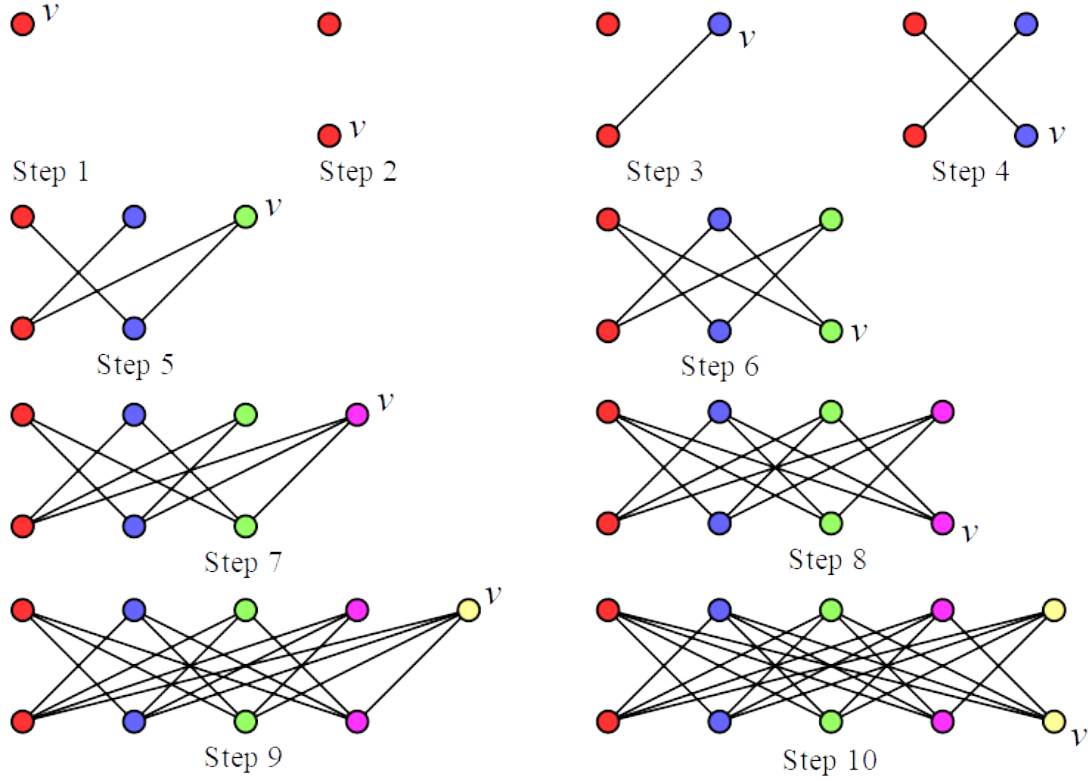 v
v
v
v
Step 1
Step 2
Step 3
Step 4
v
v
Step 5
Step 6
v
v
Step 7
Step 8
v
v
Step 9
Step 10